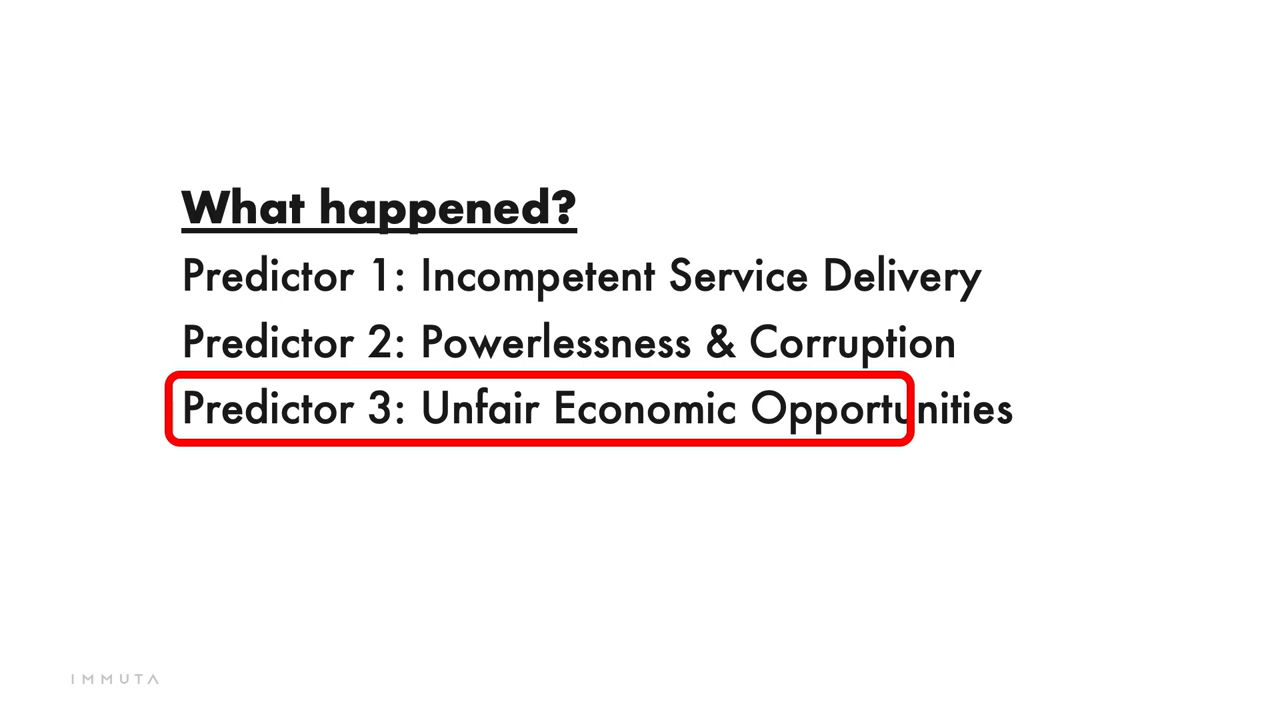 What happened?
Predictor 1: Incompetent Service Delivery
Predictor 2: Powerlessness & Corruption
Predictor 3: Unfair Economic Opportunities
IMMUTA